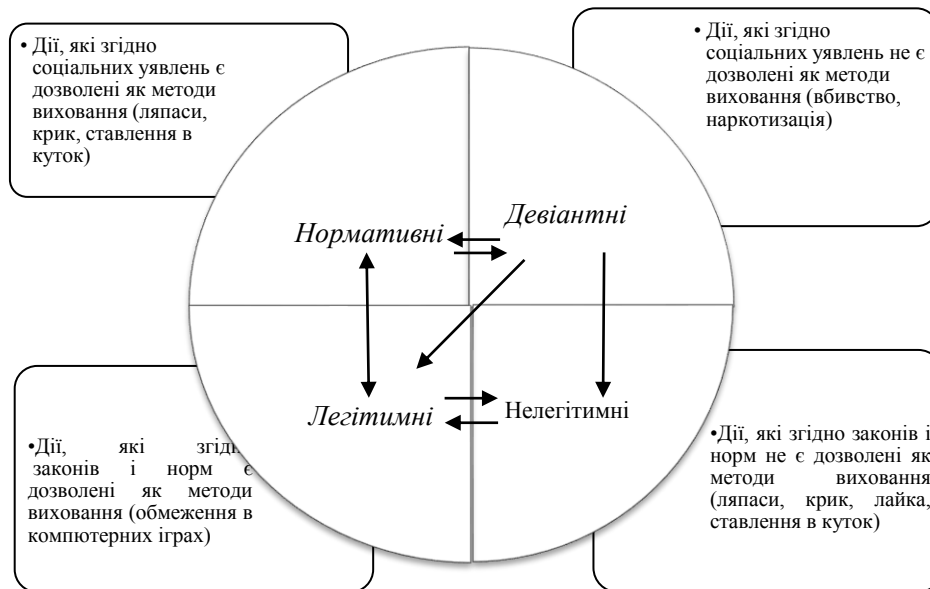 • Дії, які згідно
соціальних уявлень є
дозволені як методи
виховання (ляпаси,
крик, ставлення в
куток)
• Дії, які згідно
соціальних уявлень не є
дозволені як методи
виховання (вбивство,
наркотизація)
Нормативні
Девіантні
Легітимні
Нелегітимні
•Дії, які згідно
законів і норм є
дозволені як методи
виховання (обмеження в
компютерних іграх)
•Дії, які згідно законів і
норм не є дозволені як
методи виховання
(ляпаси, крик, лайка,
ставлення в куток)